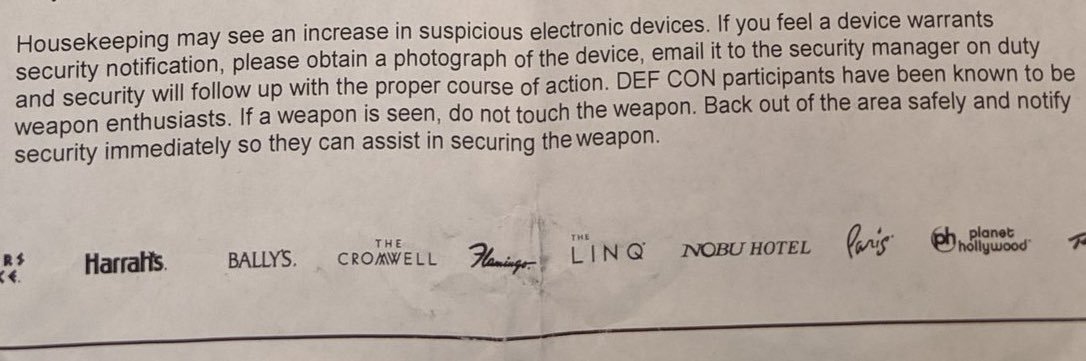 Housekeeping may see an increase in suspicious electronic devices. If you feel a device warrants
security notification, please obtain a photograph of the device, email it to the security manager on duty
and security will follow up with the proper course of action. DEF CON participants have been known to be
weapon enthusiasts. If a weapon is seen, do not touch the weapon. Back out of the area safely and notify
security immediately so they can assist in securing the weapon.
RS Harrah's. BALLY'S. THE CROMWELL Flamingo THE LINQ NOBU HOTEL Paris ph planet hollywood